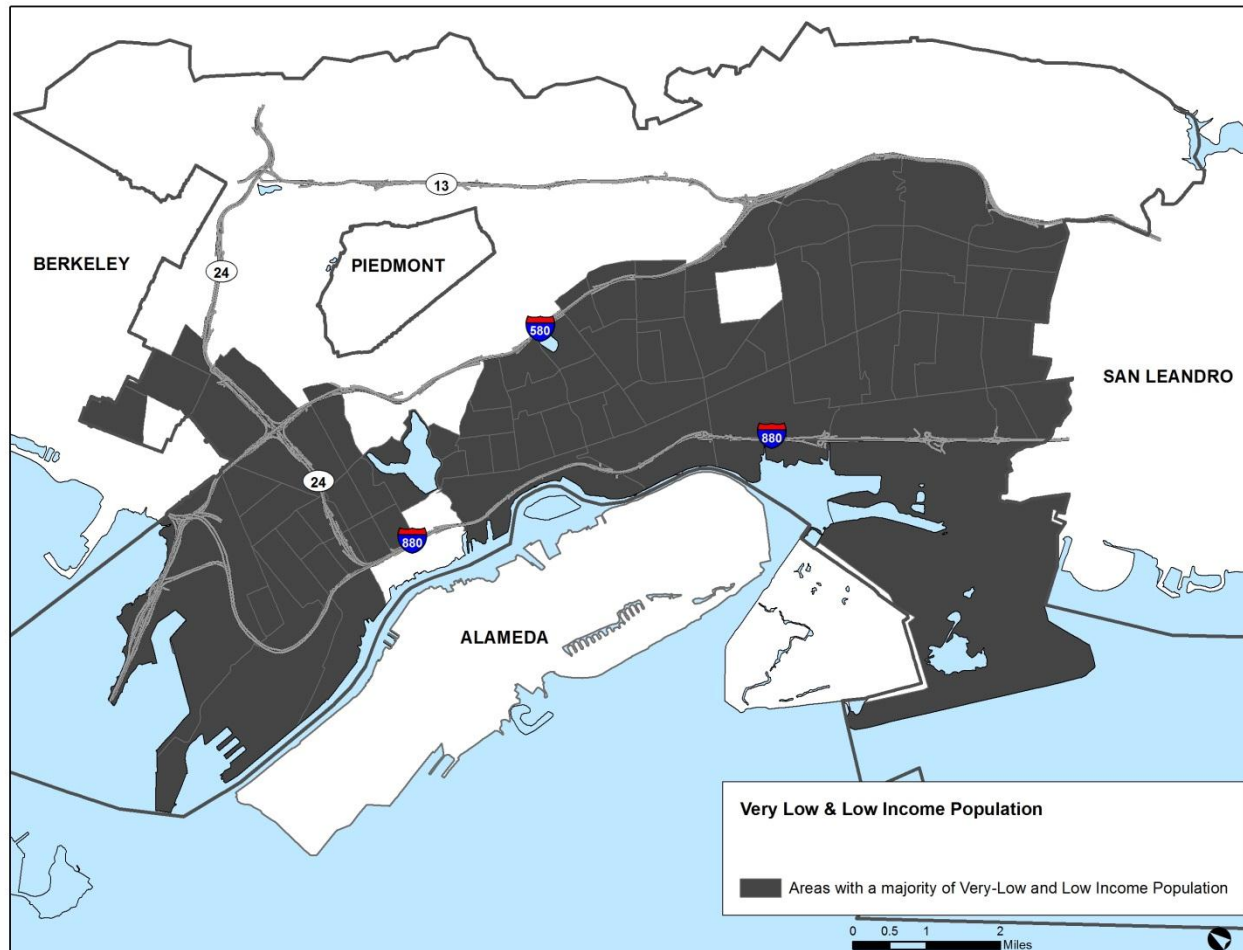 13
BERKELEY
PIEDMONT
24
580
SAN LEANDRO
880
24
880
ALAMEDA
Very Low & Low Income Population
Areas with a majority of Very-Low and Low Income Population
0 0.5 1 2
Miles